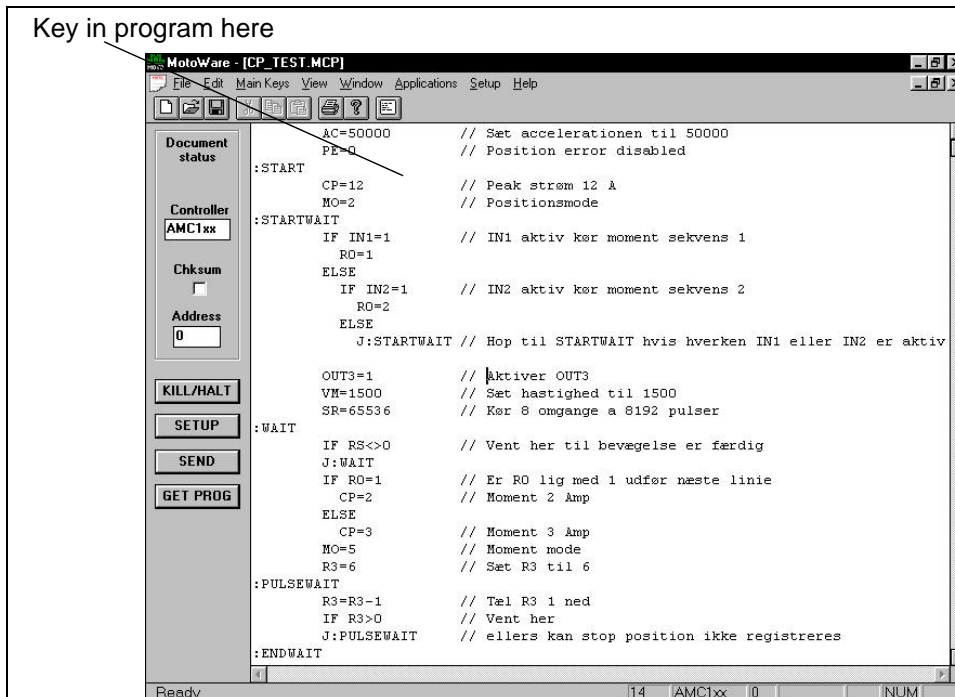 Key in program here
MotoWare - [CP_TEST.MCP]
File Edit Main Keys View Window Applications Setup Help
Document
status
Controller
AMC1xx
Chksum
Address
0
KILL/HALT
SETUP
SEND
GET PROG
AC=50000 // Sæt accelerationen til 50000
PE=0 // Position error disabled
:START
CP=12 // Peak strøm 12 A
MO=2 // Positionsmode
:STARTWAIT
IF IN1=1 // IN1 aktiv kør moment sekvens 1
R0=1
ELSE
IF IN2=1 // IN2 aktiv kør moment sekvens 2
R0=2
ELSE
J:STARTWAIT // Hop til STARTWAIT hvis hverken IN1 eller IN2 er aktiv
OUT3=1 // Aktiver OUT3
VM=1500 // Sæt hastighed til 1500
SR=65536 // Kør 8 omgange a 8192 pulser
:WAIT
IF RS<>0 // Vent her til bevægelse er færdig
J:WAIT
IF R0=1 // Er R0 lig med 1 udfør næste linie
CP=2 // Moment 2 Amp
ELSE
CP=3 // Moment 3 Amp
MO=5 // Moment mode
R3=6 // Sæt R3 til 6
:PULSEWAIT
R3=R3-1 // Tæl R3 1 ned
IF R3>0 // Vent her
J:PULSEWAIT // ellers kan stop position ikke registreres
:ENDWAIT
Ready 14 AMC1xx 0 NUM